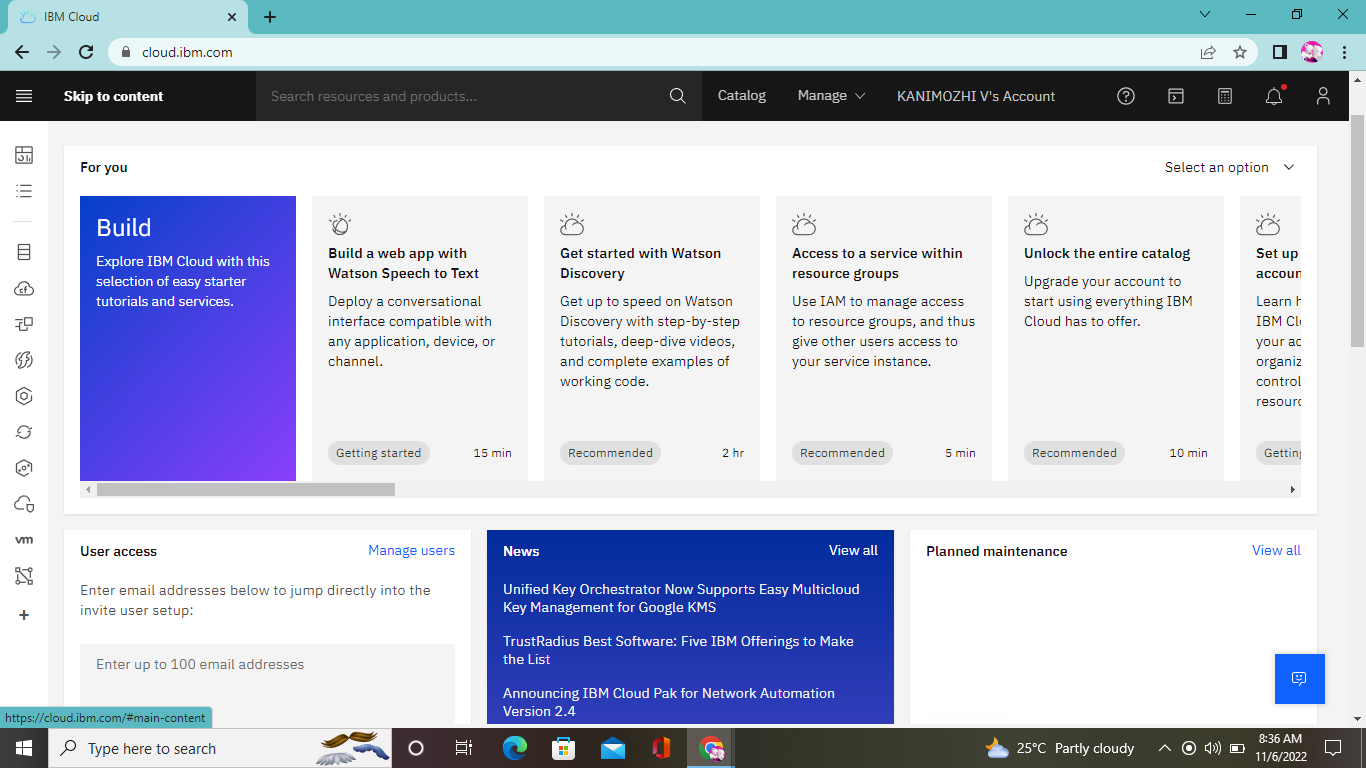 IBM Cloud
cloud.ibm.com
Skip to content
Search resources and products...
Catalog
Manage
KANIMOZHI V's Account
For you
Select an option
Build
Explore IBM Cloud with this
selection of easy starter
tutorials and services.
Build a web app with
Watson Speech to Text
Deploy a conversational
interface compatible with
any application, device, or
channel.
Getting started
15 min
Get started with Watson
Discovery
Get up to speed on Watson
Discovery with step-by-step
tutorials, deep-dive videos,
and complete examples of
working code.
Recommended
2 hr
Access to a service within
resource groups
Use IAM to manage access
to resource groups, and thus
give other users access to
your service instance.
Recommended
5 min
Unlock the entire catalog
Upgrade your account to
start using everything IBM
Cloud has to offer.
Recommended
10 min
Set up
accoun
Learn h
IBM Cl
your ac
organiz
control
resourc
Getting
User access
Manage users
Enter email addresses below to jump directly into the
invite user setup:
Enter up to 100 email addresses
News
View all
Unified Key Orchestrator Now Supports Easy Multicloud
Key Management for Google KMS
TrustRadius Best Software: Five IBM Offerings to Make
the List
Announcing IBM Cloud Pak for Network Automation
Version 2.4
Planned maintenance
View all
cf
vm
https://cloud.ibm.com/#main-content
Type here to search
25°C Partly cloudy
8:36 AM
11/6/2022